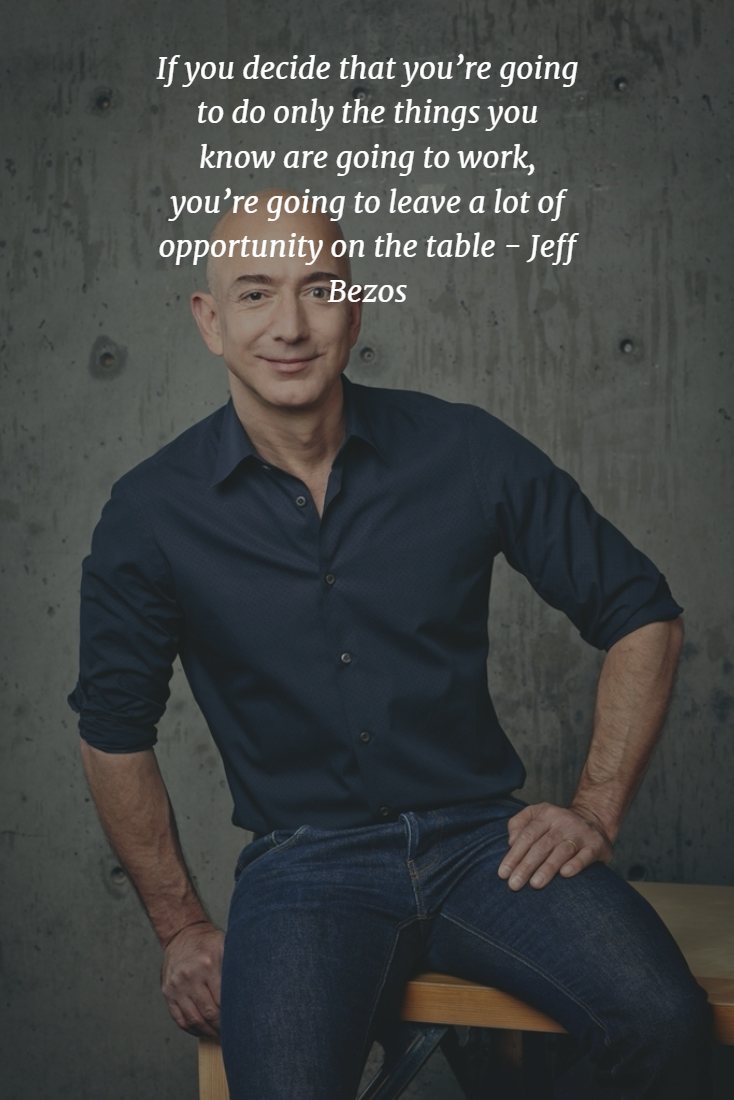 If you decide that you’re going
to do only the things you
know are going to work,
you’re going to leave a lot of
opportunity on the table - Jeff
Bezos